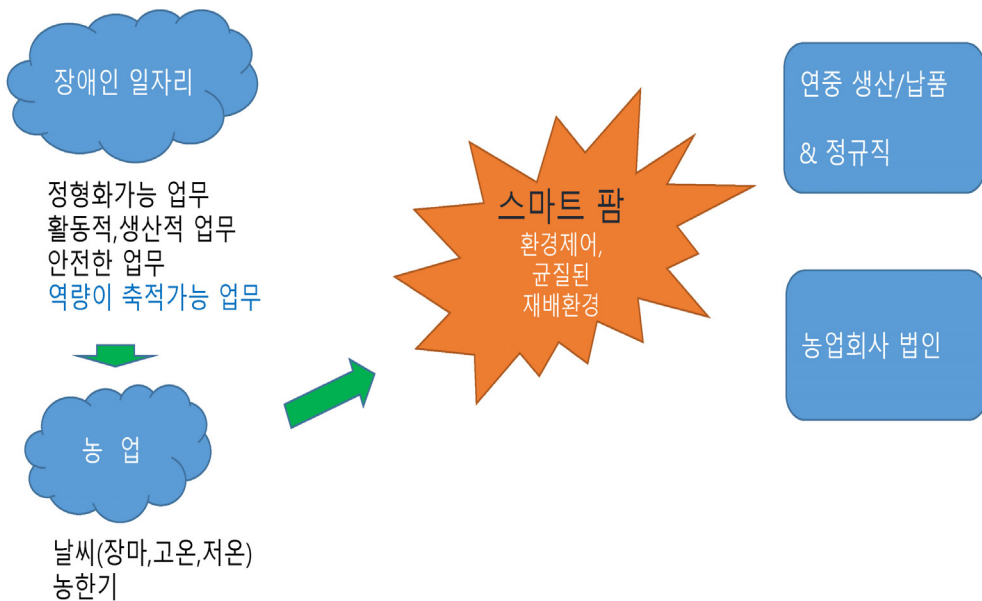 장애인 일자리
정형화가능 업무
활동적,생산적 업무
안전한 업무
역량이 축적가능 업무
농 업
날씨(장마,고온,저온)
농한기
스마트 팜
환경제어,
균질된
재배환경
연중 생산/납품
& 정규직
농업회사 법인